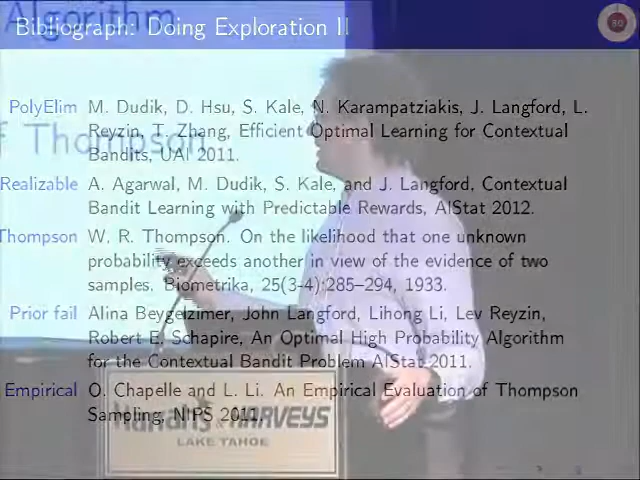 Algorithm
Bibliograph: Doing Exploration II
80
PolyElim M. Dudik, D. Hsu, S. Kale, N. Karampatziakis, J. Langford, L.
Reyzin, T. Zhang, Efficient Optimal Learning for Contextual
Bandits, UAI 2011.
f Thompson
Realizable A. Agarwal, M. Dudik, S. Kale, and J. Langford, Contextual
Bandit Learning with Predictable Rewards, AIStat 2012.
Thompson W. R. Thompson. On the likelihood that one unknown
probability exceeds another in view of the evidence of two
samples. Biometrika, 25(3-4):285–294, 1933.
Prior fail Alina Beygelzimer, John Langford, Lihong Li, Lev Reyzin,
Robert E. Schapire, An Optimal High Probability Algorithm
for the Contextual Bandit Problem AIStat 2011.
Empirical O. Chapelle and L. Li. An Empirical Evaluation of Thompson
Sampling, NIPS 2011.
Harrah's & HARVEYS
LAKE TAHOE